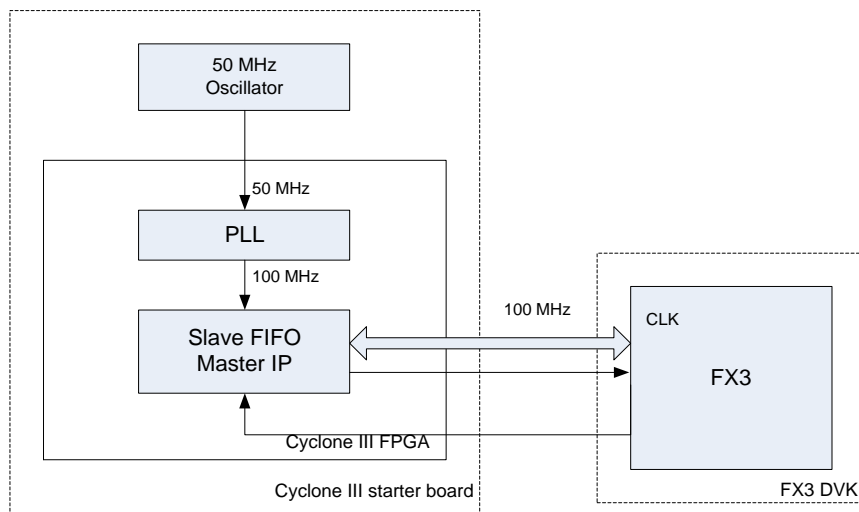 50 MHz
Oscillator
50 MHz
PLL
100 MHz
Slave FIFO
Master IP
100 MHz
CLK
FX3
Cyclone III FPGA
Cyclone III starter board
FX3 DVK